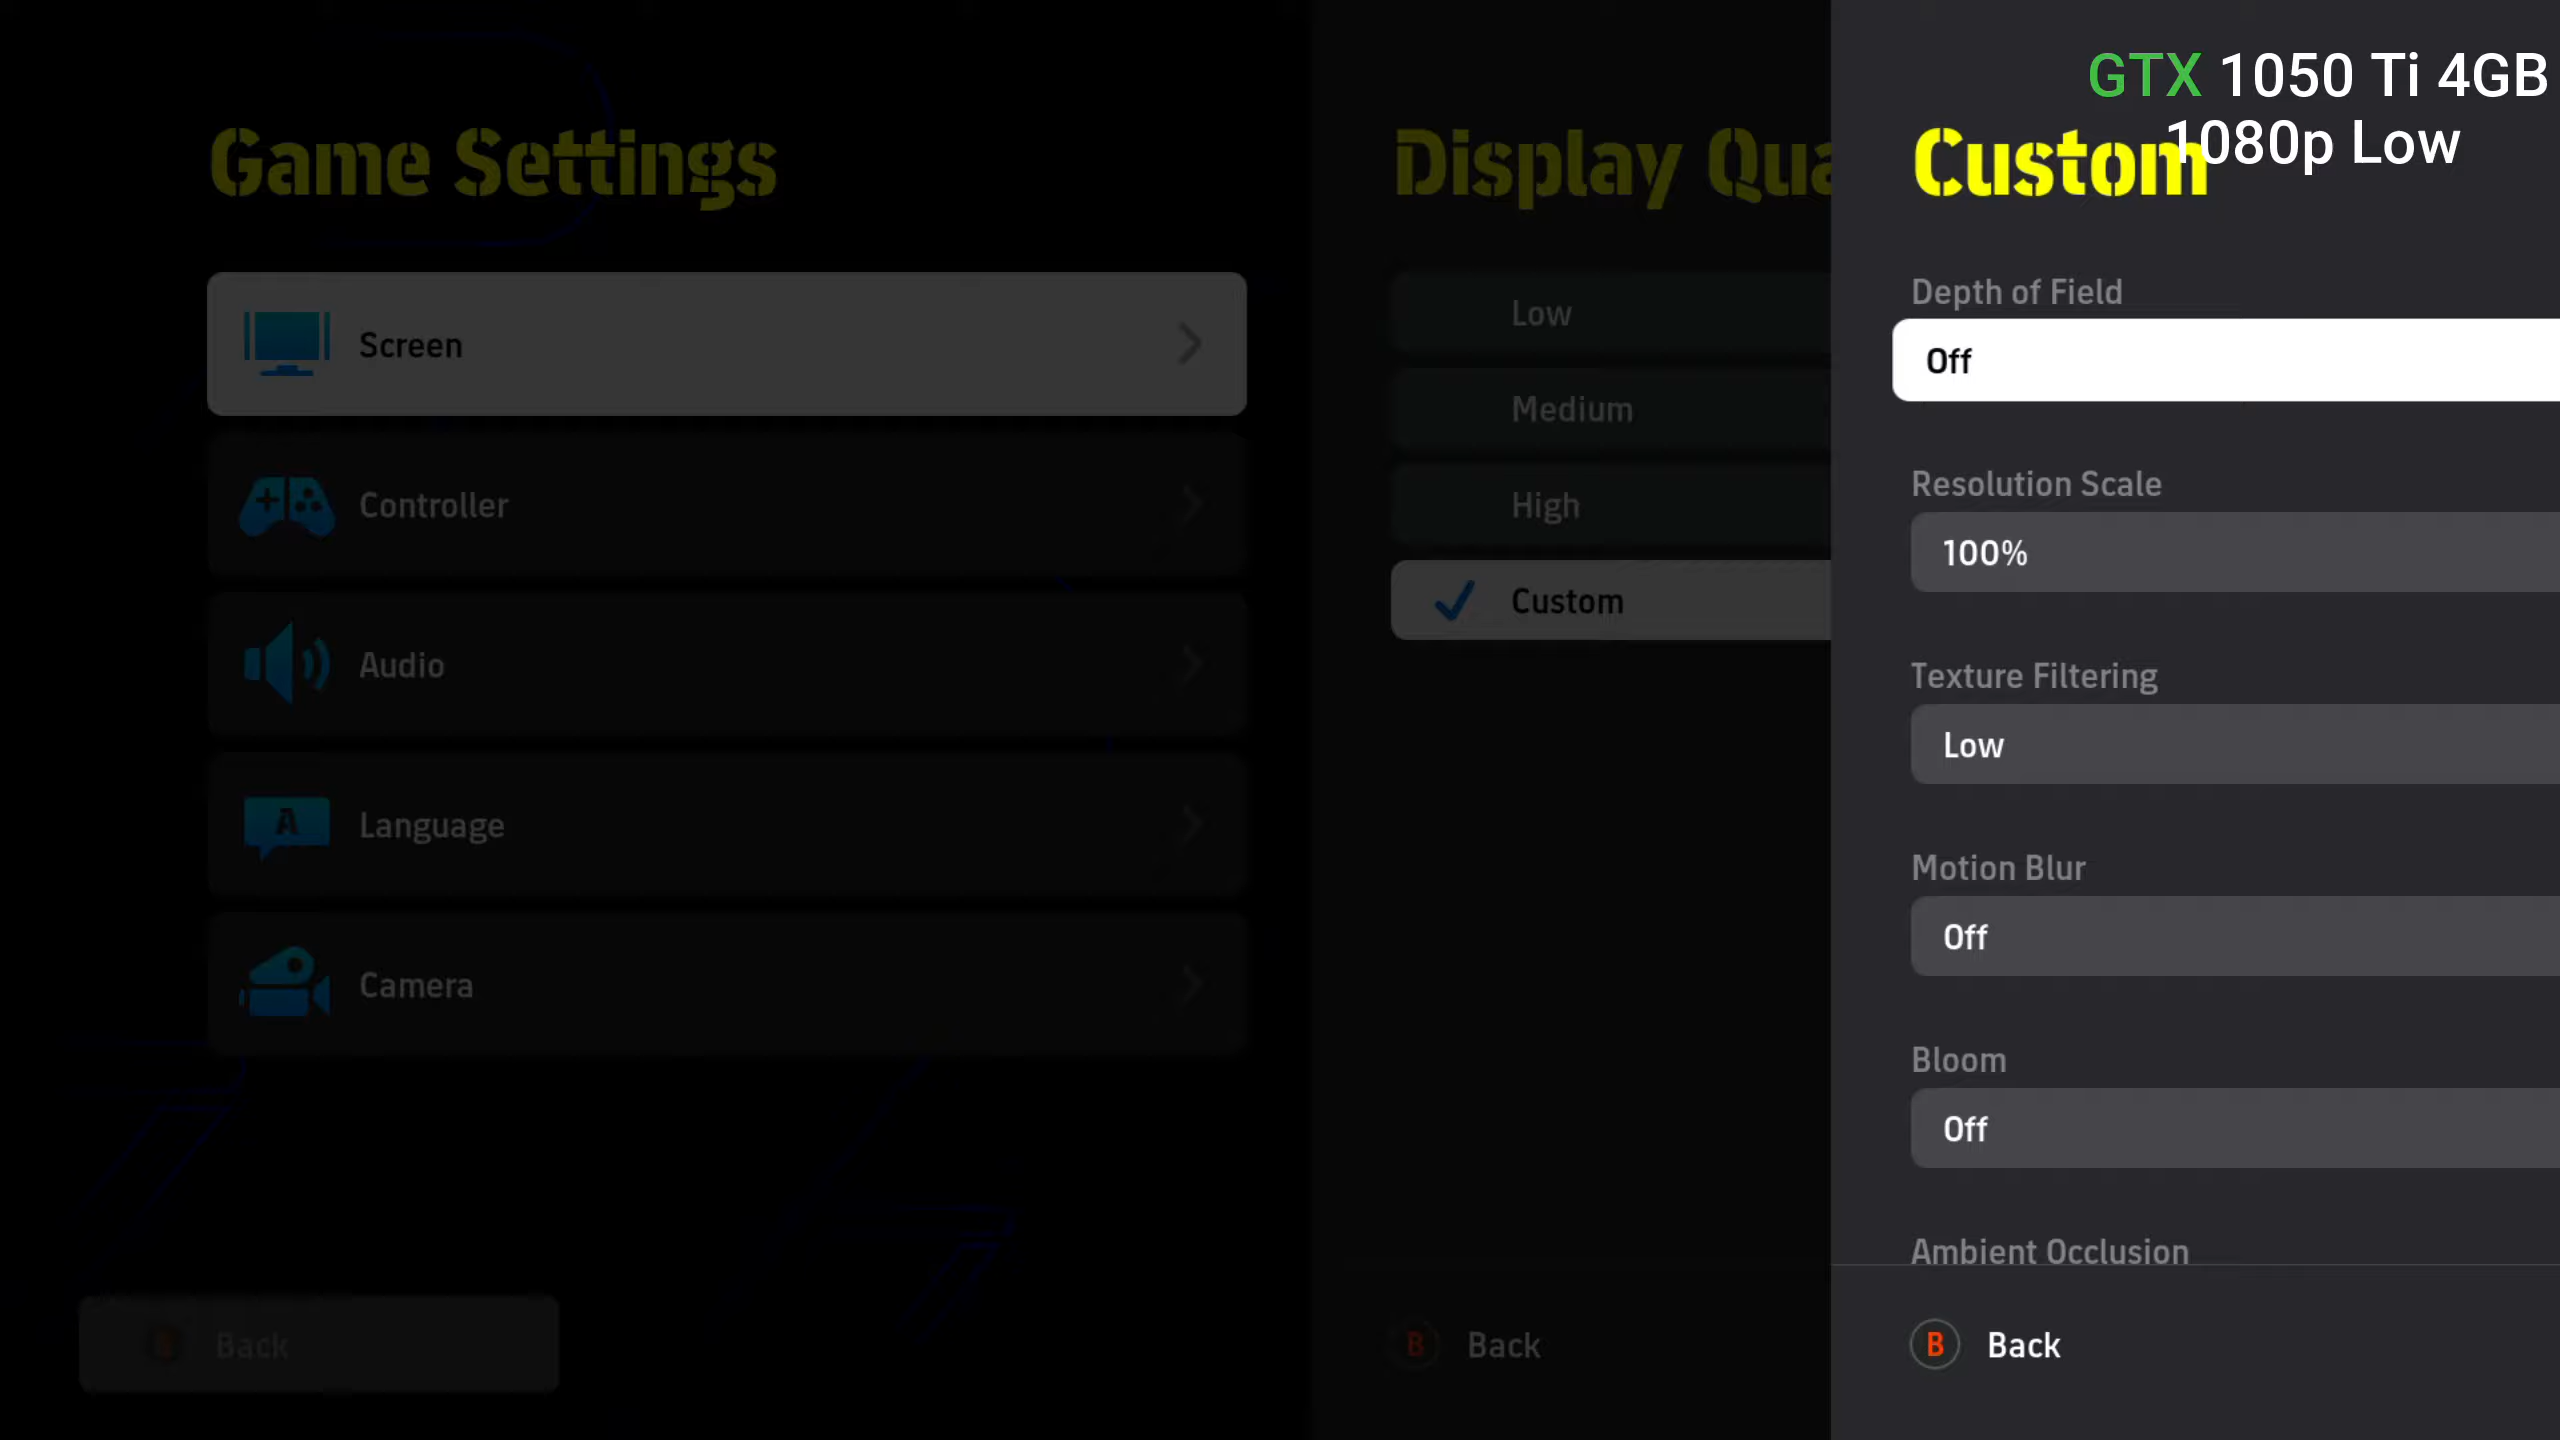 GTX 1050 Ti 4GB
1080p Low
Game Settings
Screen
Controller
Audio
Language
A
Camera
B Back
Display Qua
Low
Medium
High
Custom
B Back
Custom
Depth of Field
Off
Resolution Scale
100%
Texture Filtering
Low
Motion Blur
Off
Bloom
Off
Ambient Occlusion
B Back